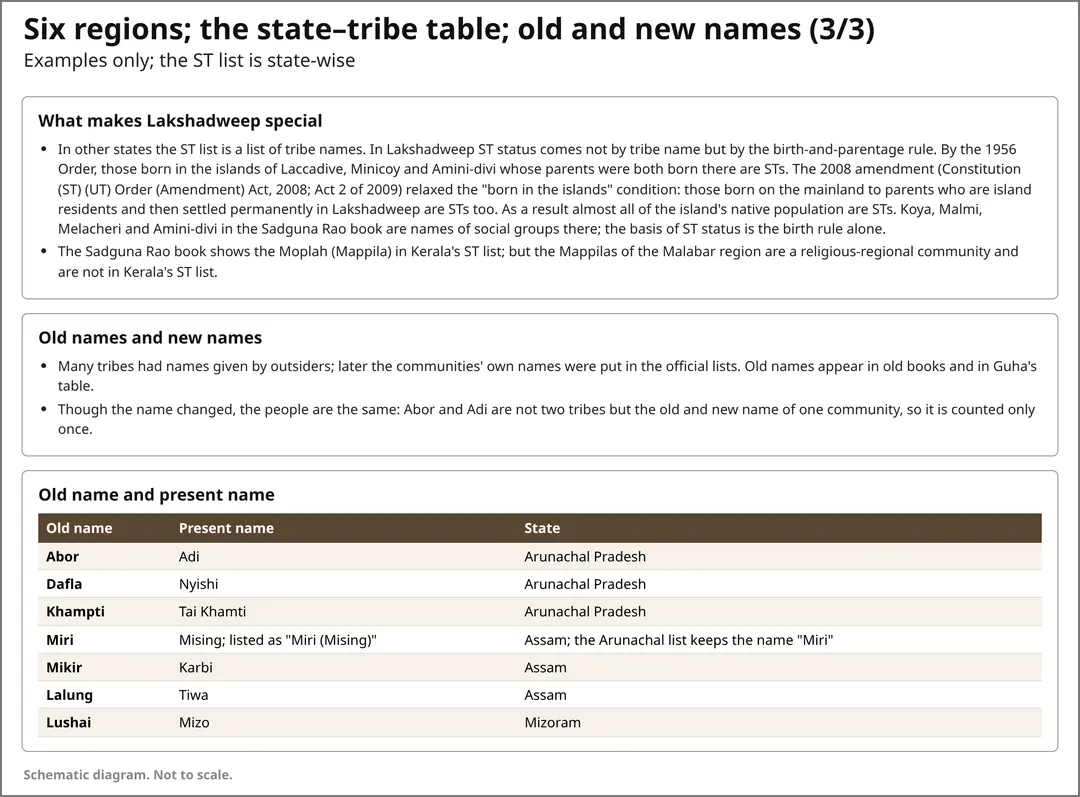 Six regions; the state–tribe table; old and new names (3/3)
Examples only; the ST list is state-wise
What makes Lakshadweep special
• In other states the ST list is a list of tribe names. In Lakshadweep ST status comes not by tribe name but by the birth-and-parentage rule. By the 1956
Order, those born in the islands of Laccadive, Minicoy and Amini-divi whose parents were both born there are STs. The 2008 amendment (Constitution
(ST) (UT) Order (Amendment) Act, 2008; Act 2 of 2009) relaxed the "born in the islands" condition: those born on the mainland to parents who are island
residents and then settled permanently in Lakshadweep are STs too. As a result almost all of the island's native population are STs. Koya, Malmi,
Melacheri and Amini-divi in the Sadguna Rao book are names of social groups there; the basis of ST status is the birth rule alone.
• The Sadguna Rao book shows the Moplah (Mappila) in Kerala's ST list; but the Mappilas of the Malabar region are a religious-regional community and
are not in Kerala's ST list.
Old names and new names
• Many tribes had names given by outsiders; later the communities' own names were put in the official lists. Old names appear in old books and in Guha's
table.
• Though the name changed, the people are the same: Abor and Adi are not two tribes but the old and new name of one community, so it is counted only
once.
Old name and present name
Old name Present name State
Abor Adi Arunachal Pradesh
Dafla Nyishi Arunachal Pradesh
Khampti Tai Khamti Arunachal Pradesh
Miri Mising; listed as "Miri (Mising)" Assam; the Arunachal list keeps the name "Miri"
Mikir Karbi Assam
Lalung Tiwa Assam
Lushai Mizo Mizoram
Schematic diagram. Not to scale.